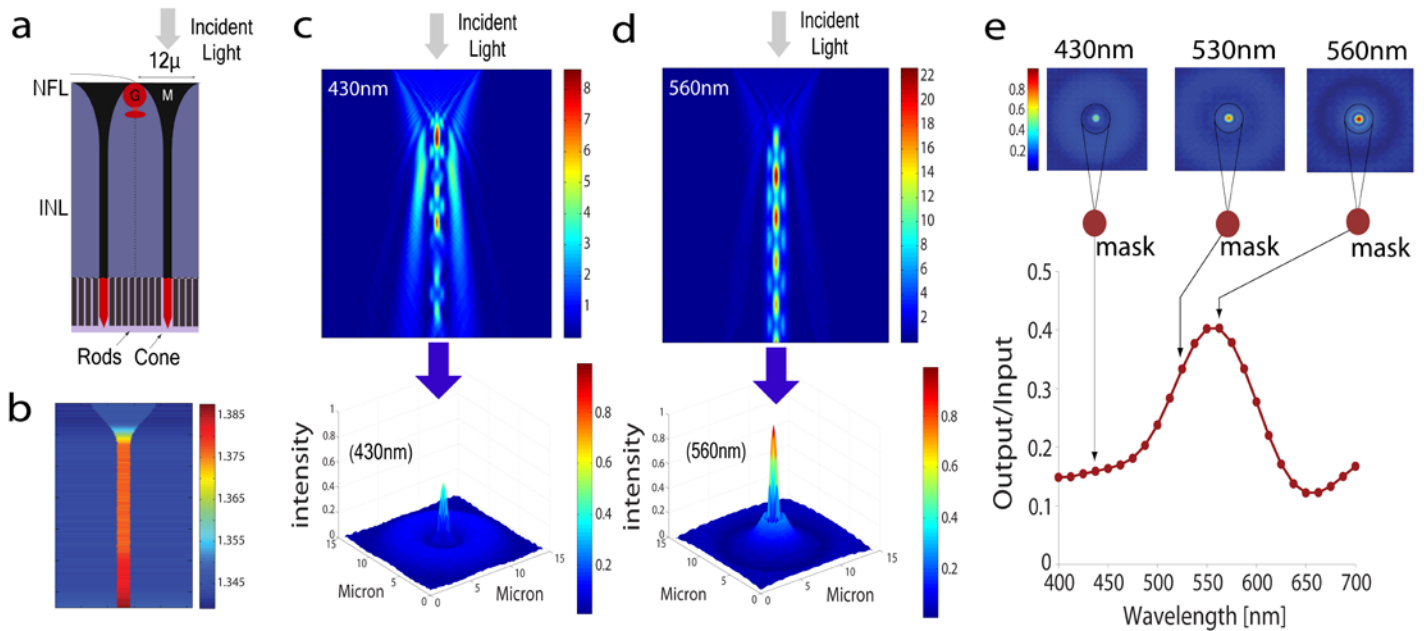 a
Incident
Light
12μ
NFL
G
M
INL
Rods
Cone
b
1.385
1.375
1.365
1.355
1.345
c
Incident
Light
430nm
8
7
6
5
4
3
2
1
intensity
1
0.8
0.6
0.4
0.2
0
(430nm)
15
10
5
0
Micron
0
5
10
15
Micron
0.8
0.6
0.4
0.2
d
Incident
Light
560nm
22
20
18
16
14
12
10
8
6
4
2
intensity
1
0.8
0.6
0.4
0.2
0
(560nm)
15
10
5
0
Micron
0
5
10
15
Micron
0.8
0.6
0.4
0.2
e
430nm
530nm
560nm
0.8
0.6
0.4
0.2
mask
mask
mask
Output/Input
0.5
0.4
0.3
0.2
0.1
0
400 450 500 550 600 650 700
Wavelength [nm]